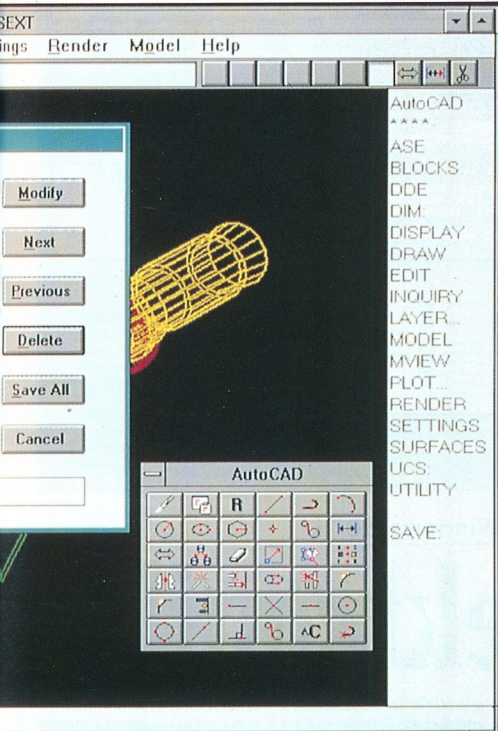 SEXT
ings Render Model Help
AutoCAD
* * * *
ASE
BLOCKS
DDE
DIM:
DISPLAY
DRAW
EDIT
INQUIRY
LAYER...
MODEL
MVIEW
PLOT...
RENDER
SETTINGS
SURFACES
UCS:
UTILITY
SAVE:
Modify
Next
Previous
Delete
Save All
Cancel
AutoCAD
R
AC